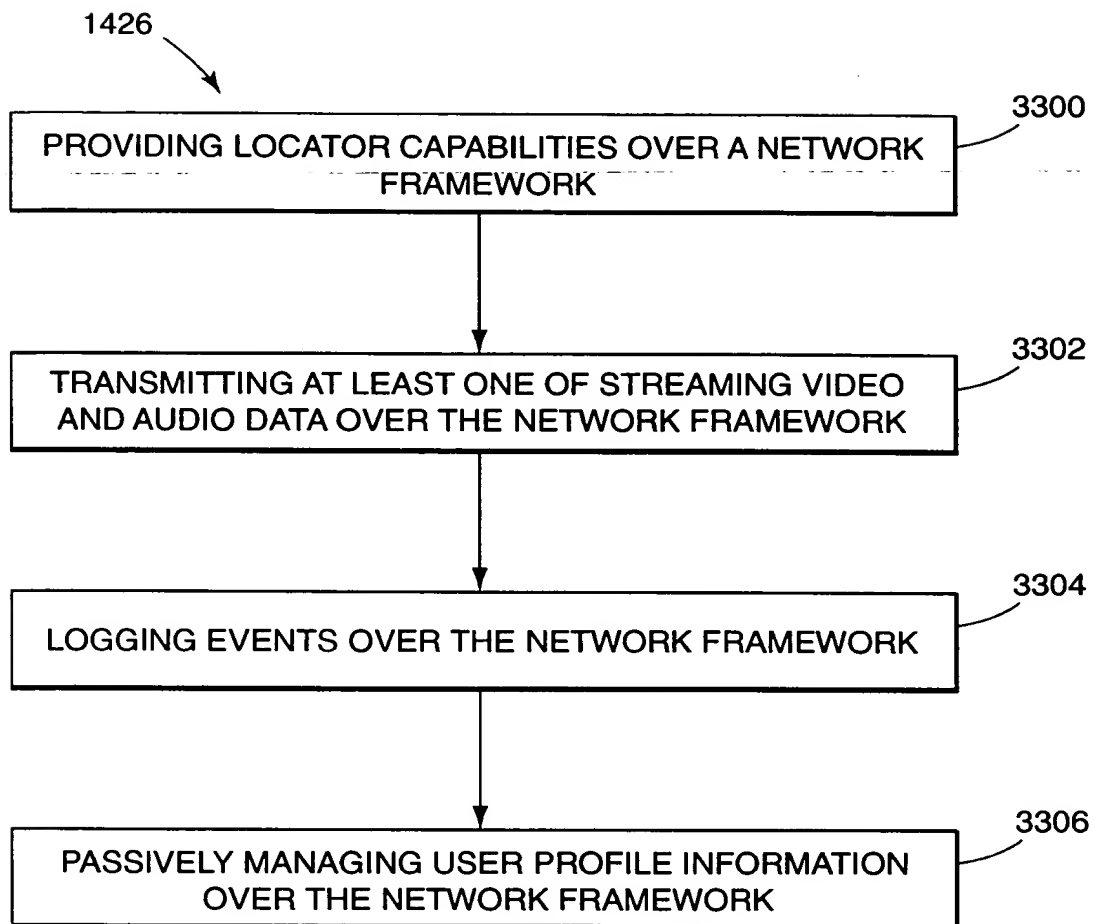 1426
3300
PROVIDING LOCATOR CAPABILITIES OVER A NETWORK
FRAMEWORK
3302
TRANSMITTING AT LEAST ONE OF STREAMING VIDEO
AND AUDIO DATA OVER THE NETWORK FRAMEWORK
3304
LOGGING EVENTS OVER THE NETWORK FRAMEWORK
3306
PASSIVELY MANAGING USER PROFILE INFORMATION
OVER THE NETWORK FRAMEWORK